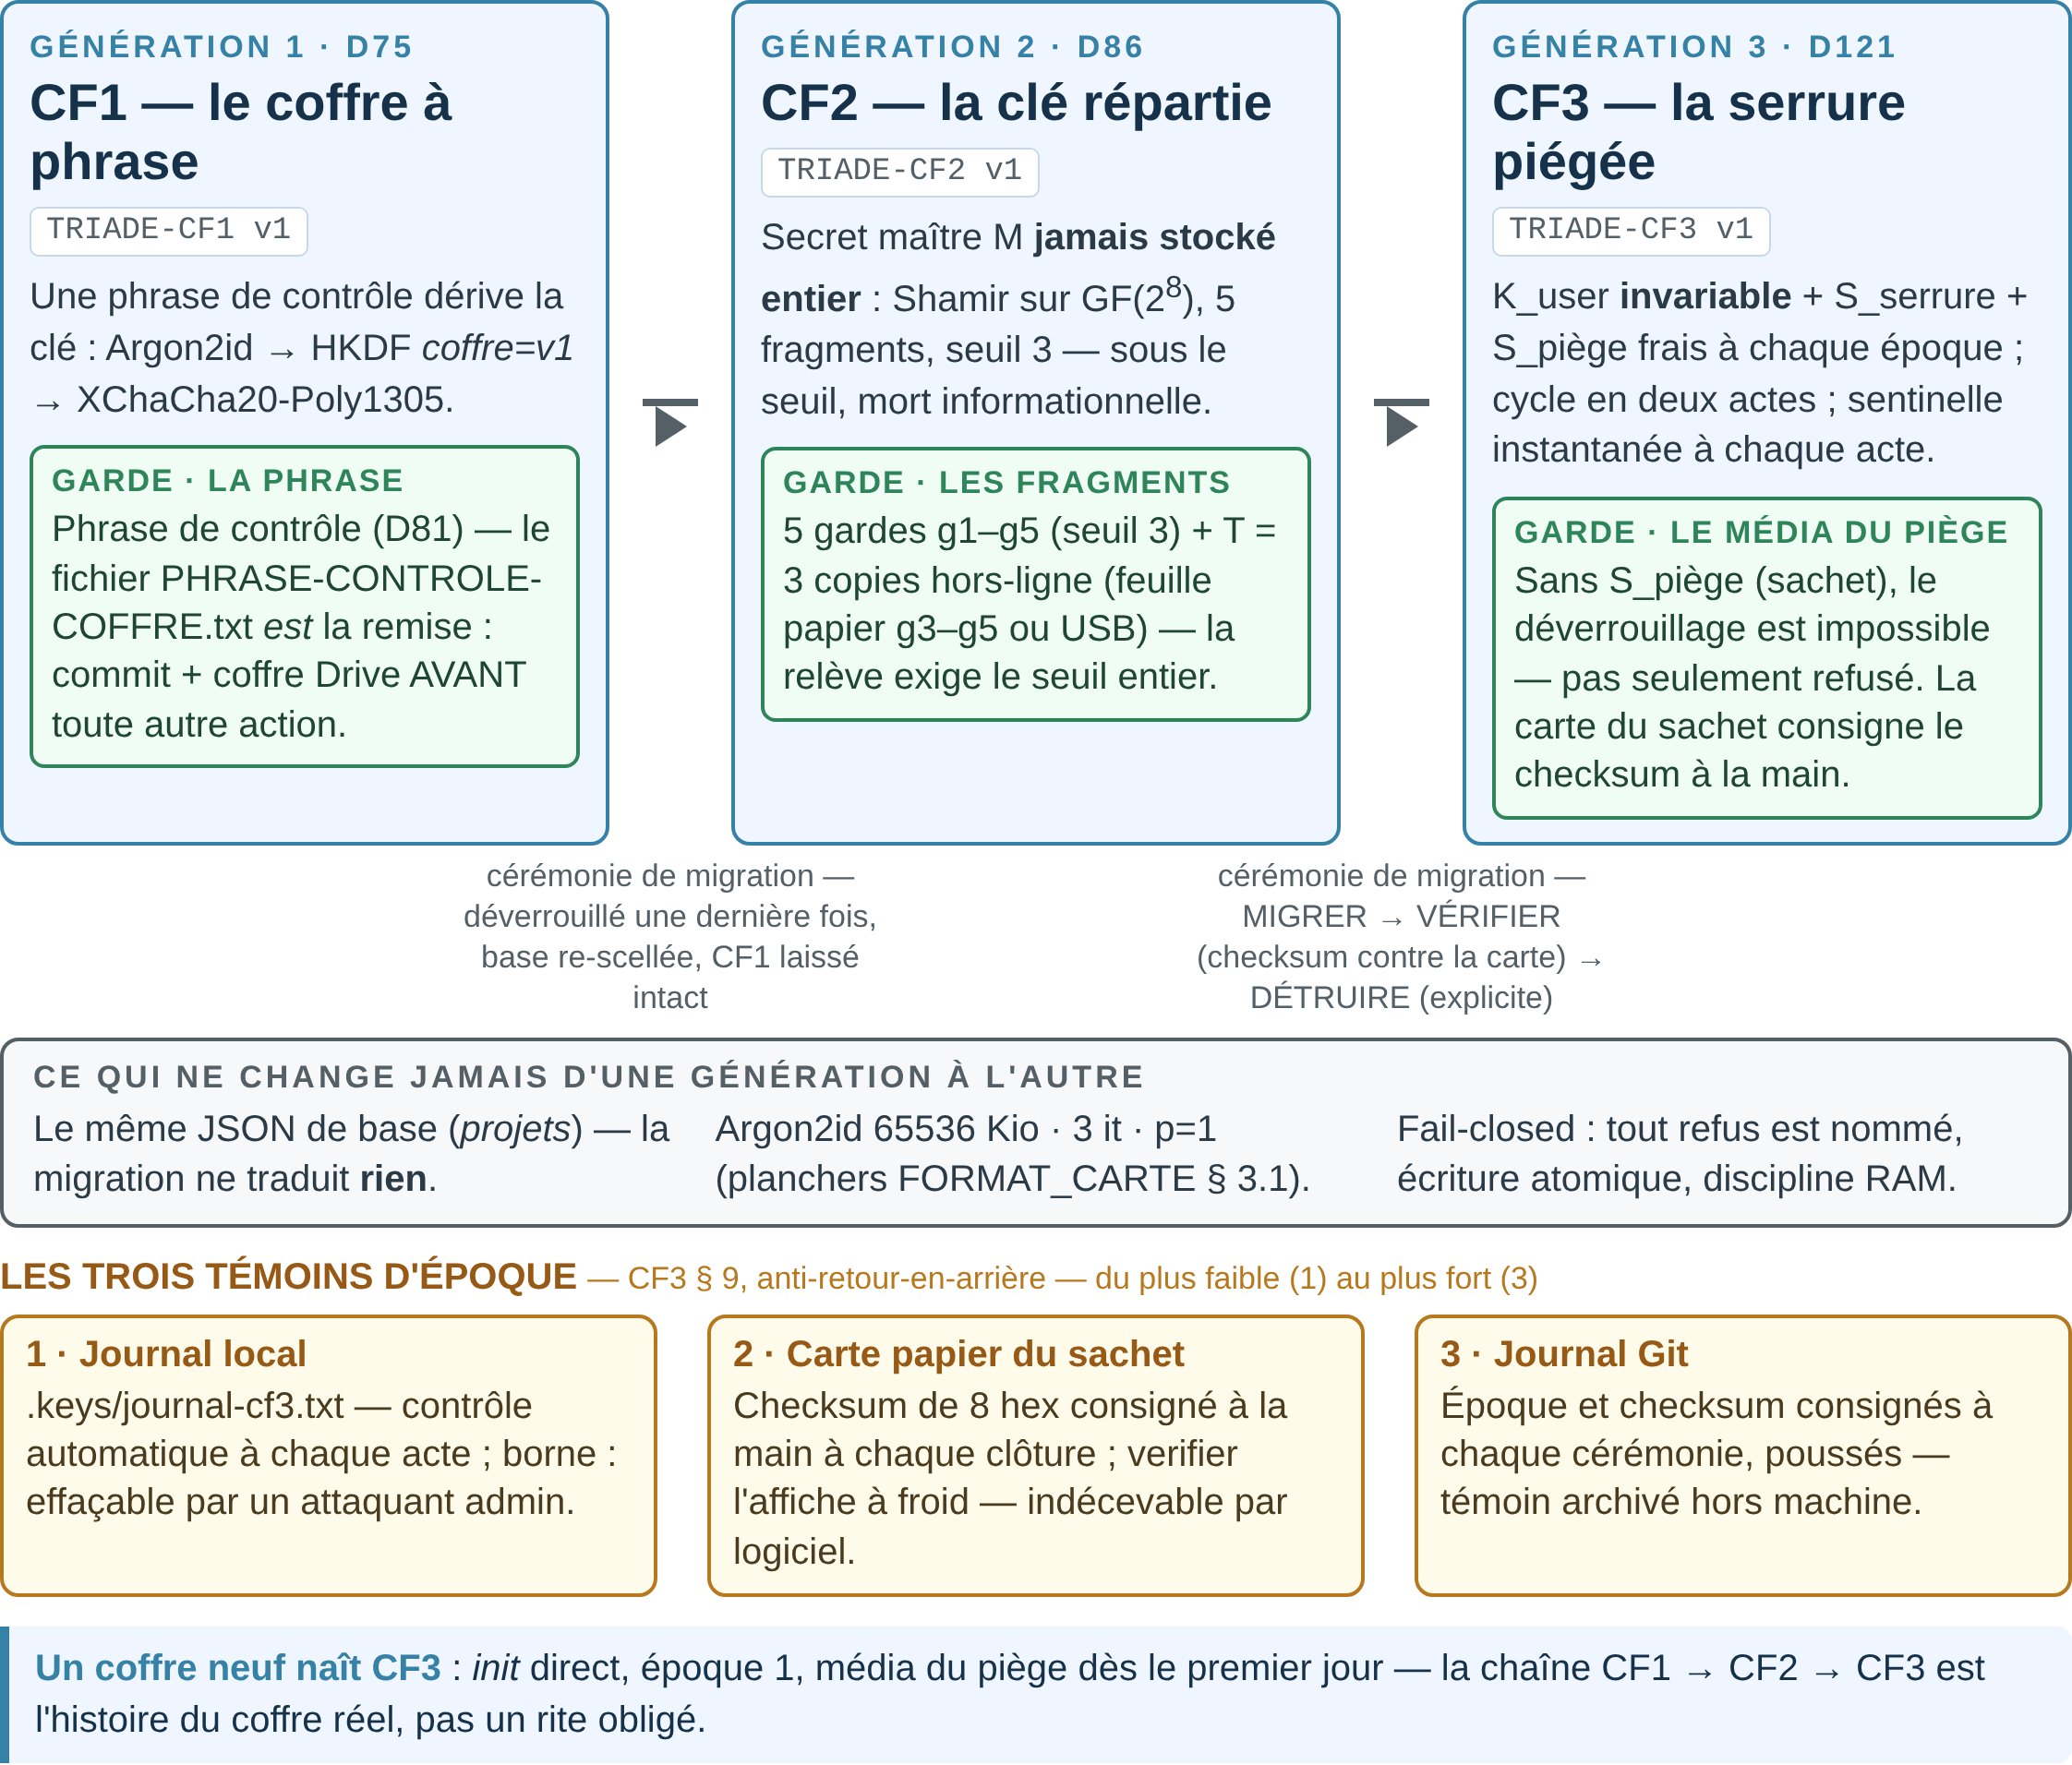 GÉNÉRATION 1 · D75
CF1 — le coffre à
phrase
TRIADE-CF1 v1
Une phrase de contrôle dérive la
clé : Argon2id → HKDF coffre=v1
→ XChaCha20-Poly1305.
GARDE · LA PHRASE
Phrase de contrôle (D81) — le
fichier PHRASE-CONTROLE-
COFFRE.txt est la remise :
commit + coffre Drive AVANT
toute autre action.
GÉNÉRATION 2 · D86
CF2 — la clé répartie
TRIADE-CF2 v1
Secret maître M jamais stocké
entier : Shamir sur GF(2⁸), 5
fragments, seuil 3 — sous le
seuil, mort informationnelle.
GARDE · LES FRAGMENTS
5 gardes g1–g5 (seuil 3) + T =
3 copies hors-ligne (feuille
papier g3–g5 ou USB) — la
relève exige le seuil entier.
GÉNÉRATION 3 · D121
CF3 — la serrure
piégée
TRIADE-CF3 v1
K_user invariable + S_serrure +
S_piège frais à chaque époque ;
cycle en deux actes ; sentinelle
instantanée à chaque acte.
GARDE · LE MÉDIA DU PIÈGE
Sans S_piège (sachet), le
déverrouillage est impossible
— pas seulement refusé. La
carte du sachet consigne le
checksum à la main.
cérémonie de migration —
déverrouillé une dernière fois,
base re-scellée, CF1 laissé
intact
cérémonie de migration —
MIGRER → VÉRIFIER
(checksum contre la carte) →
DÉTRUIRE (explicite)
CE QUI NE CHANGE JAMAIS D'UNE GÉNÉRATION À L'AUTRE
Le même JSON de base (projets) — la
migration ne traduit rien.
Argon2id 65536 Kio · 3 it · p=1
(planchers FORMAT_CARTE § 3.1).
Fail-closed : tout refus est nommé,
écriture atomique, discipline RAM.
LES TROIS TÉMOINS D'ÉPOQUE — CF3 § 9, anti-retour-en-arrière — du plus faible (1) au plus fort (3)
1 · Journal local
.keys/journal-cf3.txt — contrôle
automatique à chaque acte ; borne :
effaçable par un attaquant admin.
2 · Carte papier du sachet
Checksum de 8 hex consigné à la
main à chaque clôture ; verifier
l'affiche à froid — indécevable par
logiciel.
3 · Journal Git
Époque et checksum consignés à
chaque cérémonie, poussés —
témoin archivé hors machine.
Un coffre neuf naît CF3 : init direct, époque 1, média du piège dès le premier jour — la chaîne CF1 → CF2 → CF3 est
l'histoire du coffre réel, pas un rite obligé.